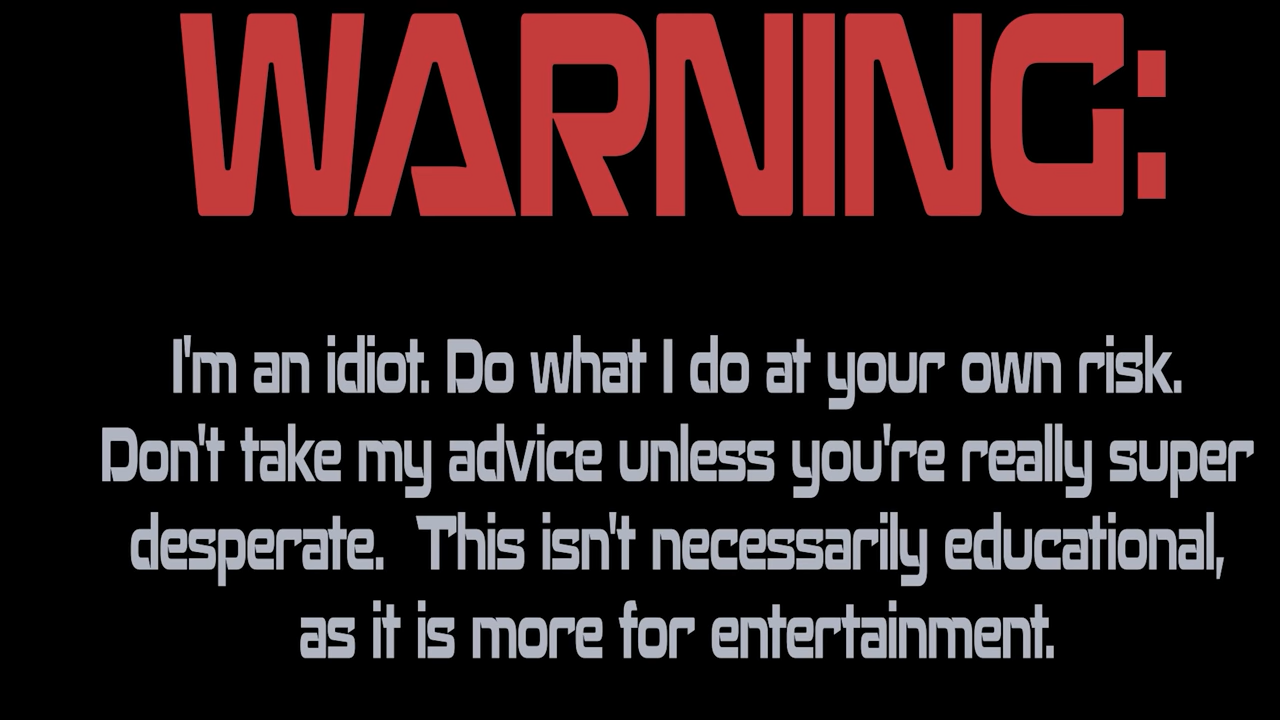 WARNING:
I'm an idiot. Do what I do at your own risk.
Don't take my advice unless you're really super
desperate.  This isn't necessarily educational,
as it is more for entertainment.